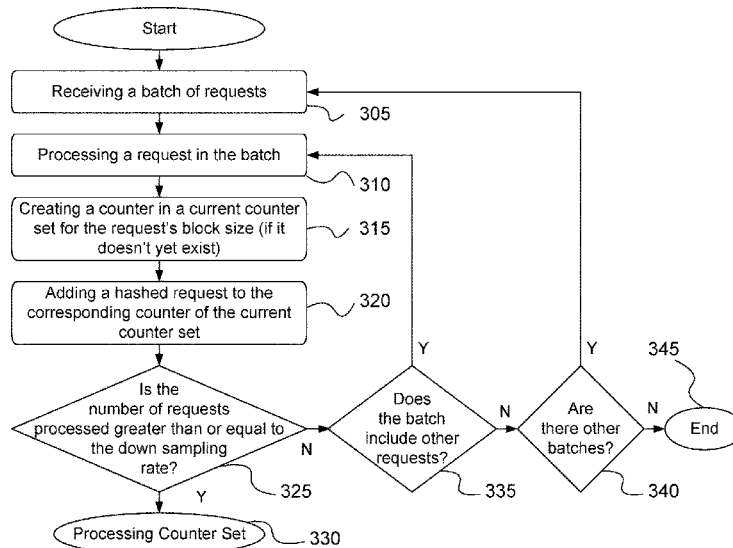 Start
Receiving a batch of requests
305
Processing a request in the batch
310
Creating a counter in a current counter
set for the request's block size (if it
doesn't yet exist)
315
Adding a hashed request to the
corresponding counter of the current
counter set
320
Is the
number of requests
processed greater than or equal to
the down sampling
rate?
325
N
Y
Processing Counter Set
330
Does
the batch
include other
requests?
335
Y
N
Are
there other
batches?
340
Y
N
345
End